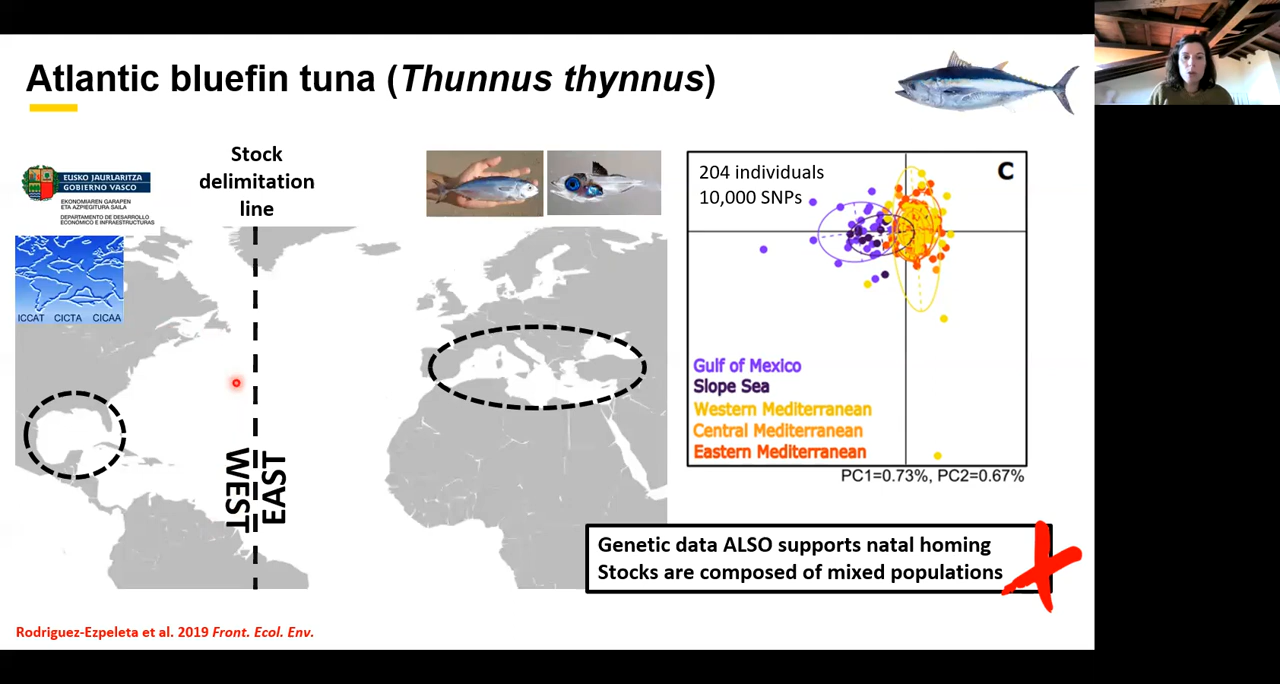 Atlantic bluefin tuna (Thunnus thynnus)
EUSKO JAURLARITZA
GOBIERNO VASCO
EKONOMIAREN GARAPEN
ETA AZPIEGITURA SAILA
DEPARTAMENTO DE DESARROLLO
ECONÓMICO E INFRAESTRUCTURAS
ICCAT CICTA CICAA
Stock
delimitation
line
WEST
EAST
204 individuals
10,000 SNPs
C
Gulf of Mexico
Slope Sea
Western Mediterranean
Central Mediterranean
Eastern Mediterranean
PC1=0.73%, PC2=0.67%
Genetic data ALSO supports natal homing
Stocks are composed of mixed populations
Rodriguez-Ezpeleta et al. 2019 Front. Ecol. Env.